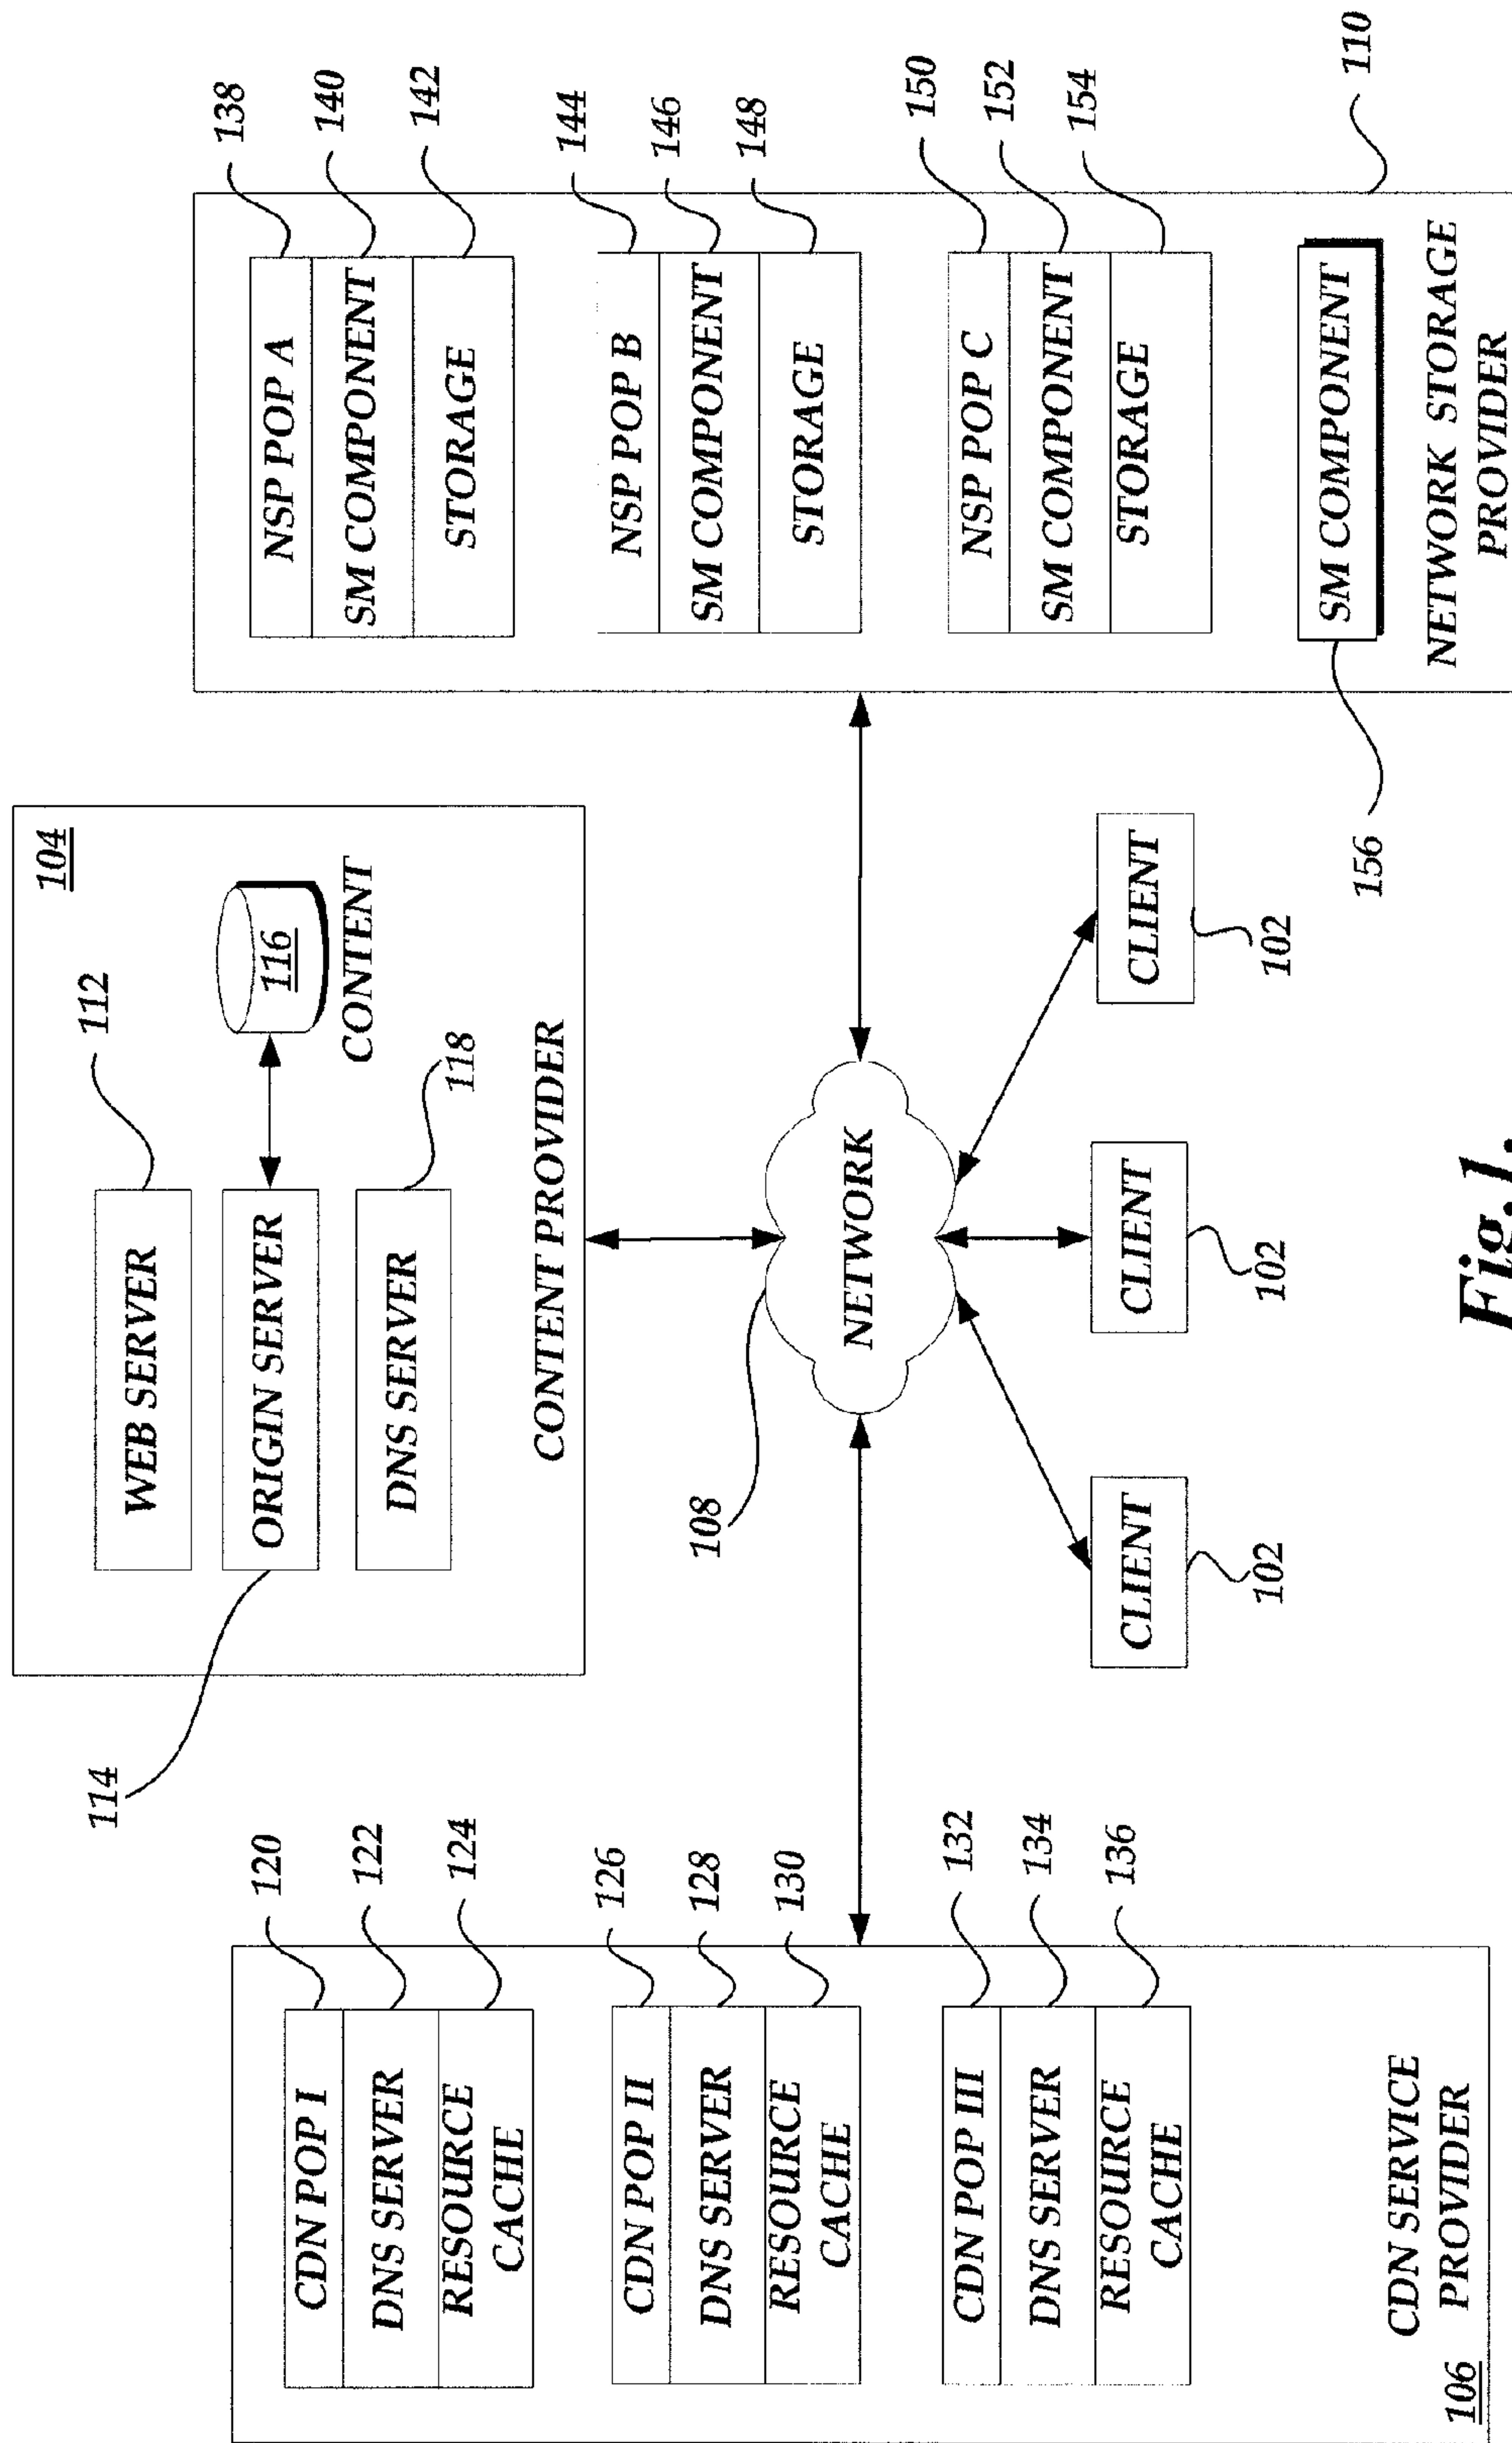 104
112
WEB SERVER
ORIGIN SERVER
116
CONTENT
DNS SERVER
118
CONTENT PROVIDER
114
120
CDN POP I
122
DNS SERVER
124
RESOURCE
CACHE
126
CDN POP II
128
DNS SERVER
130
RESOURCE
CACHE
132
CDN POP III
134
DNS SERVER
136
RESOURCE
CACHE
CDN SERVICE
PROVIDER
106
108
NETWORK
CLIENT
102
CLIENT
102
CLIENT
102
138
NSP POP A
140
SM COMPONENT
142
STORAGE
144
NSP POP B
146
SM COMPONENT
148
STORAGE
150
NSP POP C
152
SM COMPONENT
154
STORAGE
SM COMPONENT
156
110
NETWORK STORAGE
PROVIDER
Fig.1.